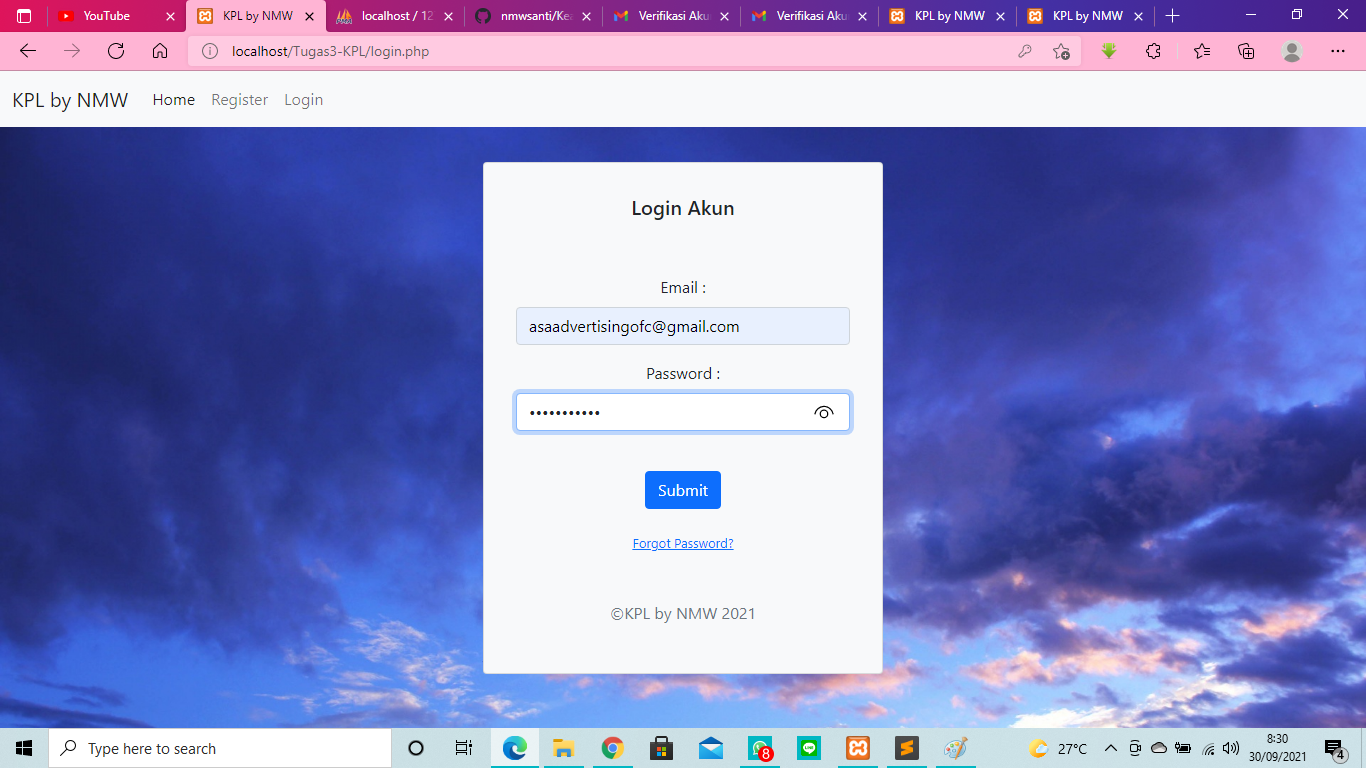 YouTube
KPL by NMW
localhost / 12
nmwsanti/Kea
Verifikasi Aku
Verifikasi Aku
KPL by NMW
KPL by NMW
localhost/Tugas3-KPL/login.php
KPL by NMW Home Register Login
Login Akun
Email :
asaadvertisingofc@gmail.com
Password :
•••••••••••
Submit
Forgot Password?
©KPL by NMW 2021
Type here to search
8
27°C
8:30
30/09/2021
4